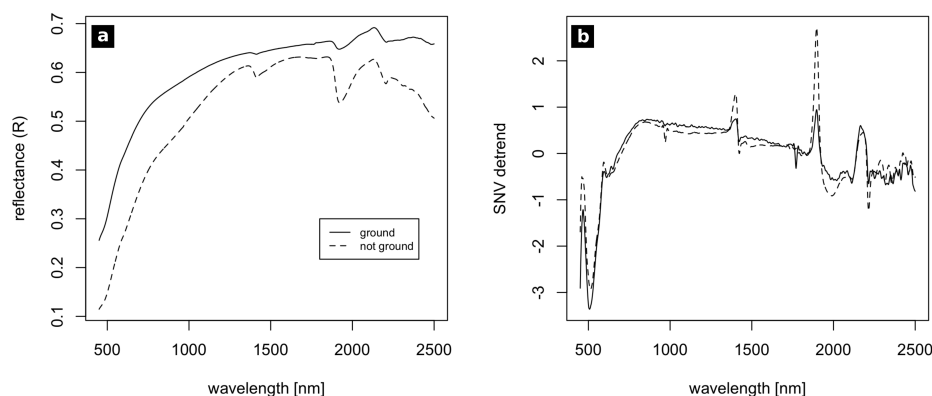 a
reflectance (R)
0.7
0.6
0.5
0.4
0.3
0.2
0.1
ground
not ground
500 1000 1500 2000 2500
wavelength [nm]
b
SNV detrend
2
1
0
-1
-2
-3
500 1000 1500 2000 2500
wavelength [nm]